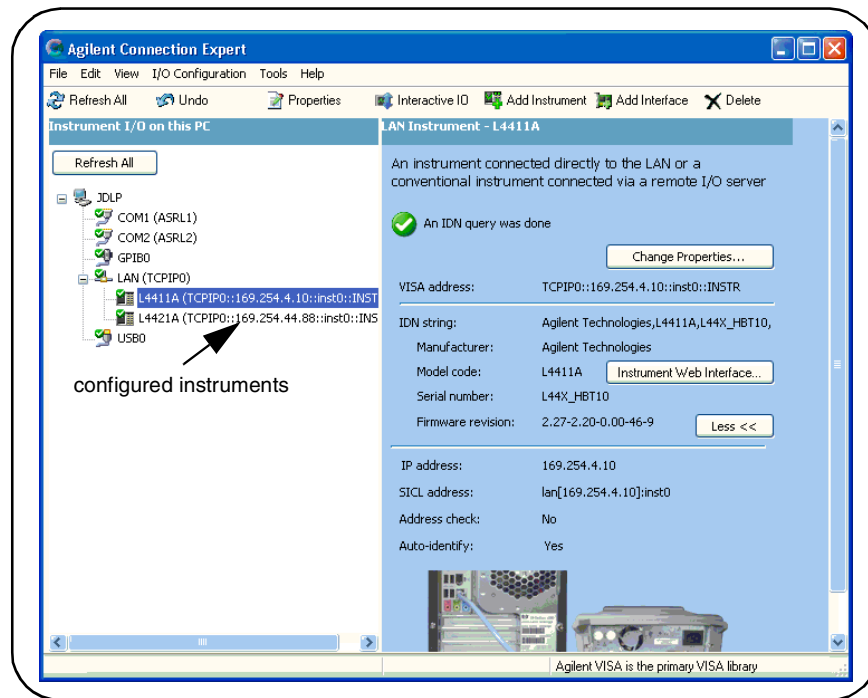 Agilent Connection Expert
File Edit View I/O Configuration Tools Help
Refresh All Undo Properties Interactive IO Add Instrument Add Interface Delete
Instrument I/O on this PC
Refresh All
JDLP
COM1 (ASRL1)
COM2 (ASRL2)
GPIB0
LAN (TCPIP0)
L4411A (TCPIP0::169.254.4.10::inst0::INST
L4421A (TCPIP0::169.254.44.88::inst0::INS
USB0
configured instruments
LAN Instrument - L4411A
An instrument connected directly to the LAN or a
conventional instrument connected via a remote I/O server
An IDN query was done
Change Properties...
VISA address: TCPIP0::169.254.4.10::inst0::INSTR
IDN string: Agilent Technologies,L4411A,L44X_HBT10,
Manufacturer: Agilent Technologies
Model code: L4411A Instrument Web Interface...
Serial number: L44X_HBT10
Firmware revision: 2.27-2.20-0.00-46-9 Less <<
IP address: 169.254.4.10
SICL address: lan[169.254.4.10]:inst0
Address check: No
Auto-identify: Yes
Agilent VISA is the primary VISA library